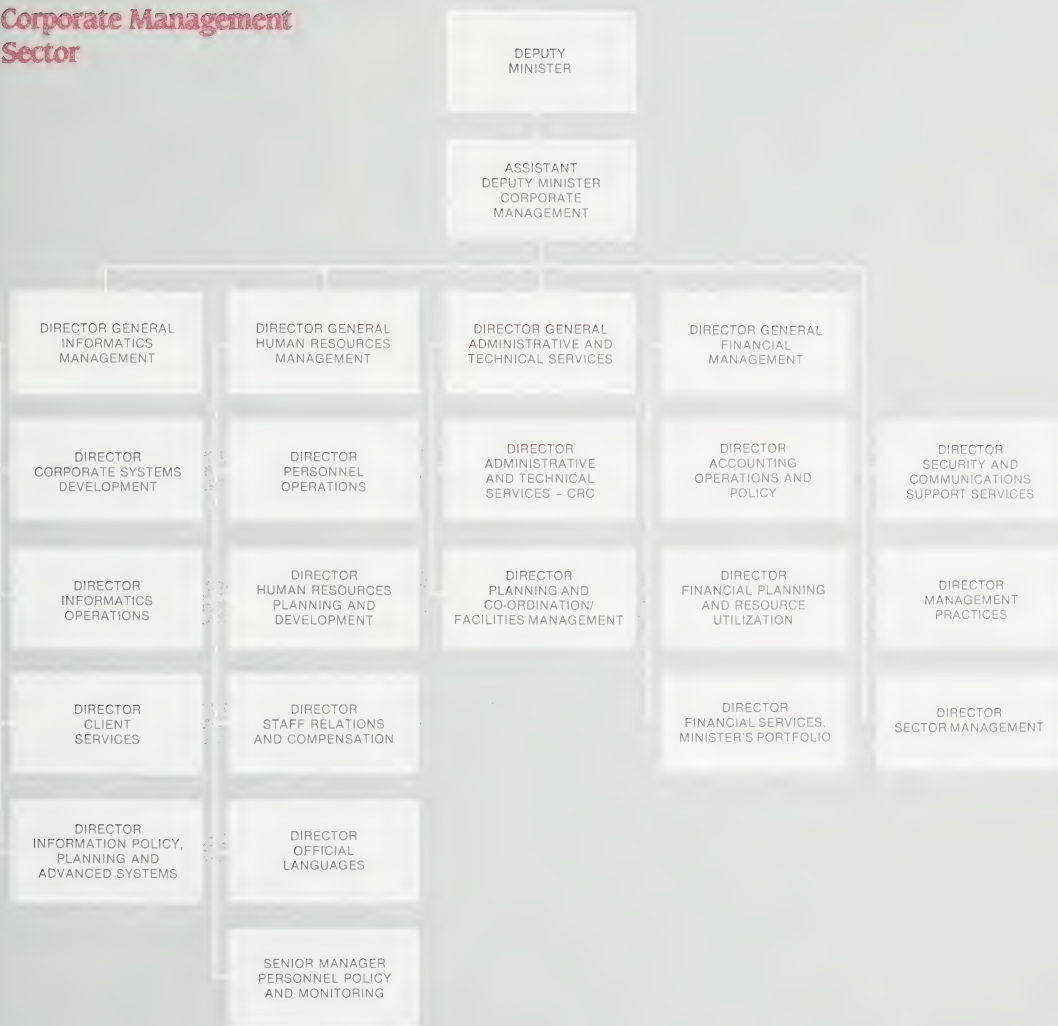 Corporate Management
Sector
DEPUTY
MINISTER
ASSISTANT
DEPUTY MINISTER
CORPORATE
MANAGEMENT
DIRECTOR GENERAL
INFORMATICS
MANAGEMENT
DIRECTOR GENERAL
HUMAN RESOURCES
MANAGEMENT
DIRECTOR GENERAL
ADMINISTRATIVE AND
TECHNICAL SERVICES
DIRECTOR GENERAL
FINANCIAL
MANAGEMENT
DIRECTOR
CORPORATE SYSTEMS
DEVELOPMENT
DIRECTOR
PERSONNEL
OPERATIONS
DIRECTOR
ADMINISTRATIVE
AND TECHNICAL
SERVICES – CRC
DIRECTOR
ACCOUNTING
OPERATIONS AND
POLICY
DIRECTOR
SECURITY AND
COMMUNICATIONS
SUPPORT SERVICES
DIRECTOR
INFORMATICS
OPERATIONS
DIRECTOR
HUMAN RESOURCES
PLANNING AND
DEVELOPMENT
DIRECTOR
PLANNING AND
CO-ORDINATION/
FACILITIES MANAGEMENT
DIRECTOR
FINANCIAL PLANNING
AND RESOURCE
UTILIZATION
DIRECTOR
MANAGEMENT
PRACTICES
DIRECTOR
CLIENT
SERVICES
DIRECTOR
STAFF RELATIONS
AND COMPENSATION
DIRECTOR
FINANCIAL SERVICES,
MINISTER'S PORTFOLIO
DIRECTOR
SECTOR MANAGEMENT
DIRECTOR
INFORMATION POLICY,
PLANNING AND
ADVANCED SYSTEMS
DIRECTOR
OFFICIAL
LANGUAGES
SENIOR MANAGER
PERSONNEL POLICY
AND MONITORING